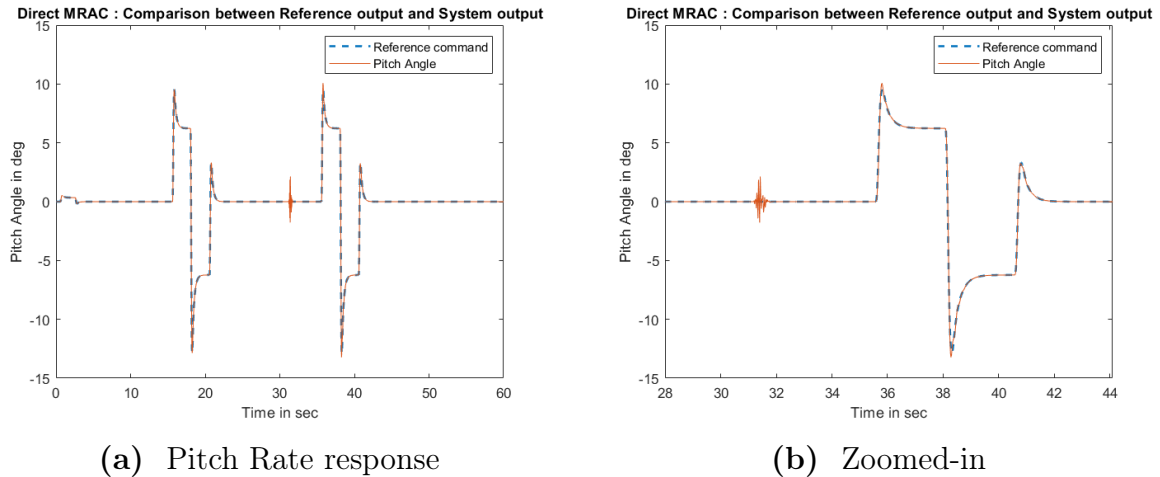 Direct MRAC : Comparison between Reference output and System output
Reference command
Pitch Angle
Pitch Angle in deg
15
10
5
0
-5
-10
-15
0 10 20 30 40 50 60
Time in sec
(a) Pitch Rate response
Direct MRAC : Comparison between Reference output and System output
Reference command
Pitch Angle
Pitch Angle in deg
15
10
5
0
-5
-10
-15
28 30 32 34 36 38 40 42 44
Time in sec
(b) Zoomed-in